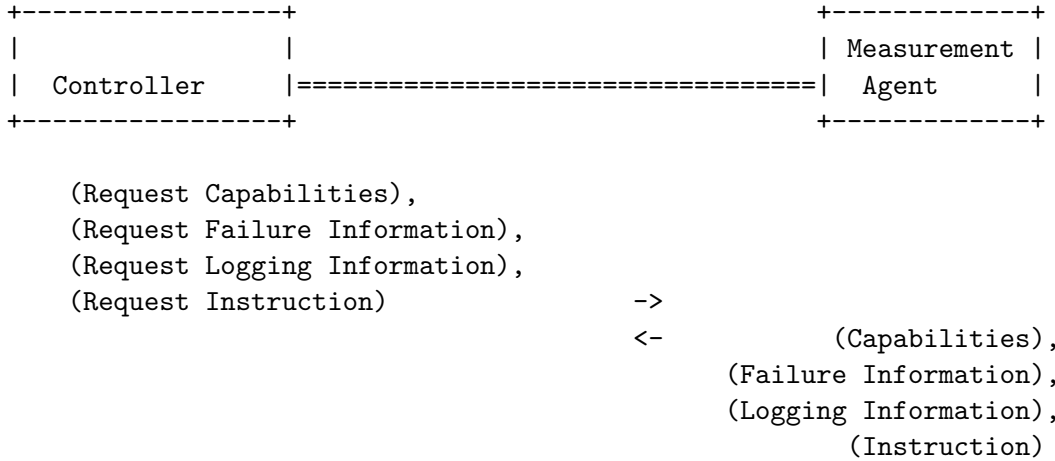 +-----------------+                                  +-------------+
|                 |                                  | Measurement |
|  Controller     |==================================|  Agent      |
+-----------------+                                  +-------------+
(Request Capabilities),
(Request Failure Information),
(Request Logging Information),
(Request Instruction)                ->
<-           (Capabilities),
(Failure Information),
(Logging Information),
(Instruction)